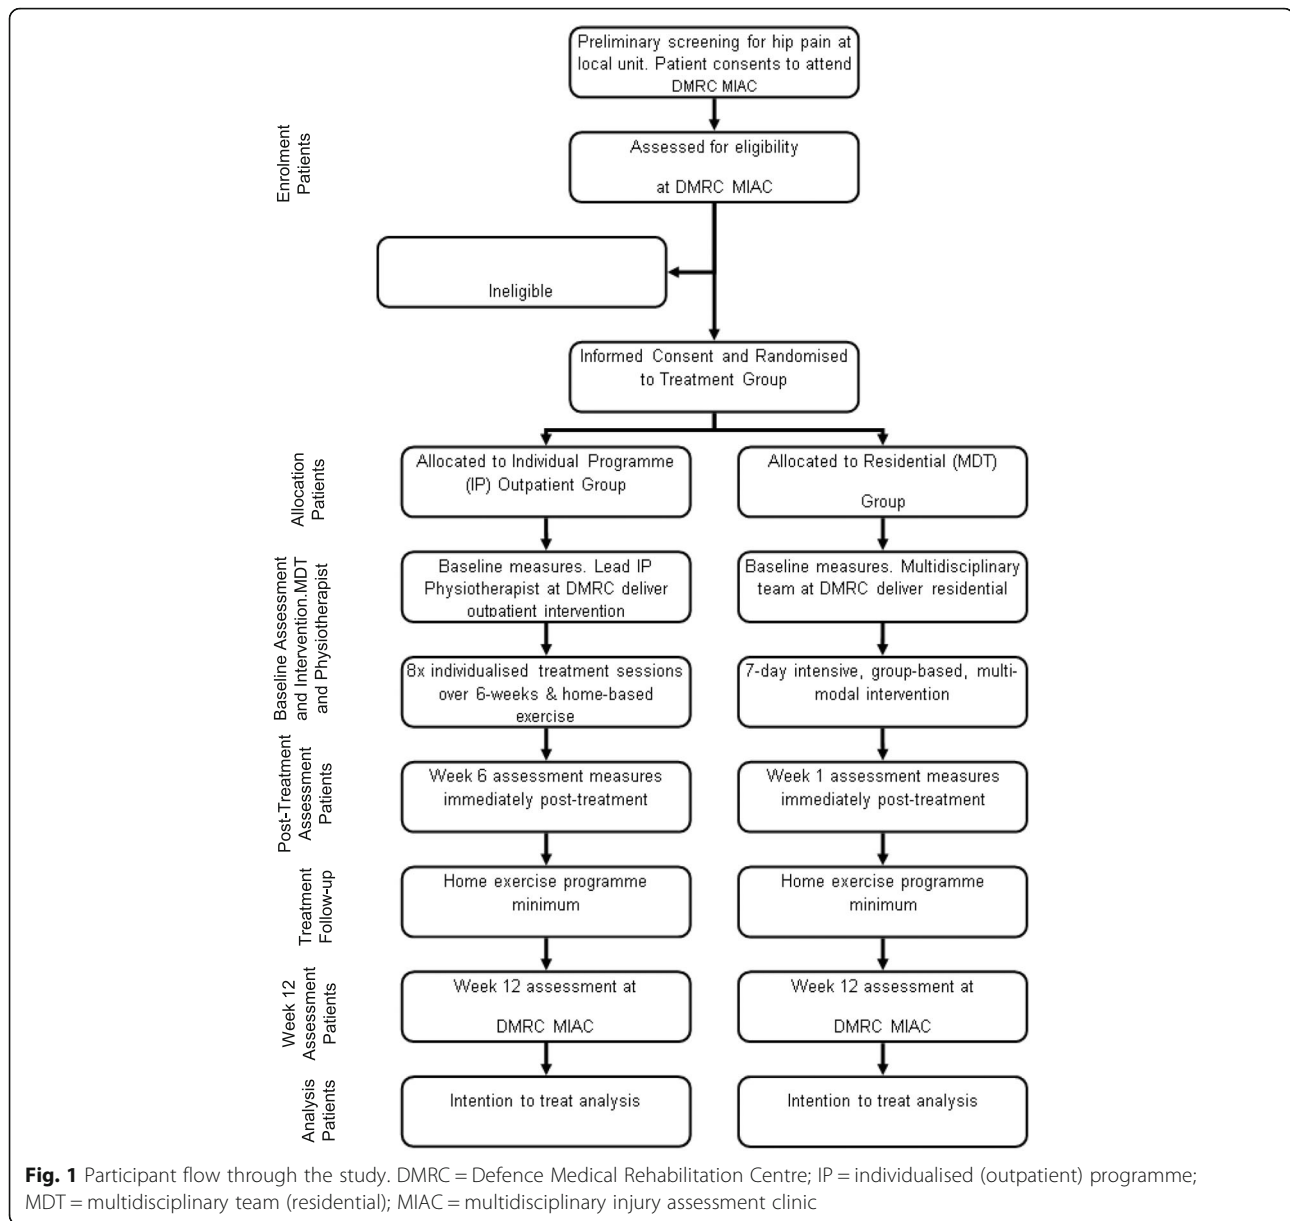 Preliminary screening for hip pain at
local unit. Patient consents to attend
DMRC MIAC
Enrolment
Patients
Assessed for eligibility
at DMRC MIAC
Ineligible
Informed Consent and Randomised
to Treatment Group
Allocation
Patients
Allocated to Individual Programme
(IP) Outpatient Group
Allocated to Residential (MDT)
Group
Baseline Assessment
and Intervention.MDT
and Physiotherapist
Baseline measures. Lead IP
Physiotherapist at DMRC deliver
outpatient intervention
Baseline measures. Multidisciplinary
team at DMRC deliver residential
8x individualised treatment sessions
over 6-weeks & home-based
exercise
7-day intensive, group-based, multi-
modal intervention
Post-Treatment
Assessment
Patients
Week 6 assessment measures
immediately post-treatment
Week 1 assessment measures
immediately post-treatment
Treatment
Follow-up
Home exercise programme
minimum
Home exercise programme
minimum
Week 12
Assessment
Patients
Week 12 assessment at
DMRC MIAC
Week 12 assessment at
DMRC MIAC
Analysis
Patients
Intention to treat analysis
Intention to treat analysis
Fig. 1 Participant flow through the study. DMRC = Defence Medical Rehabilitation Centre; IP = individualised (outpatient) programme;
MDT = multidisciplinary team (residential); MIAC = multidisciplinary injury assessment clinic